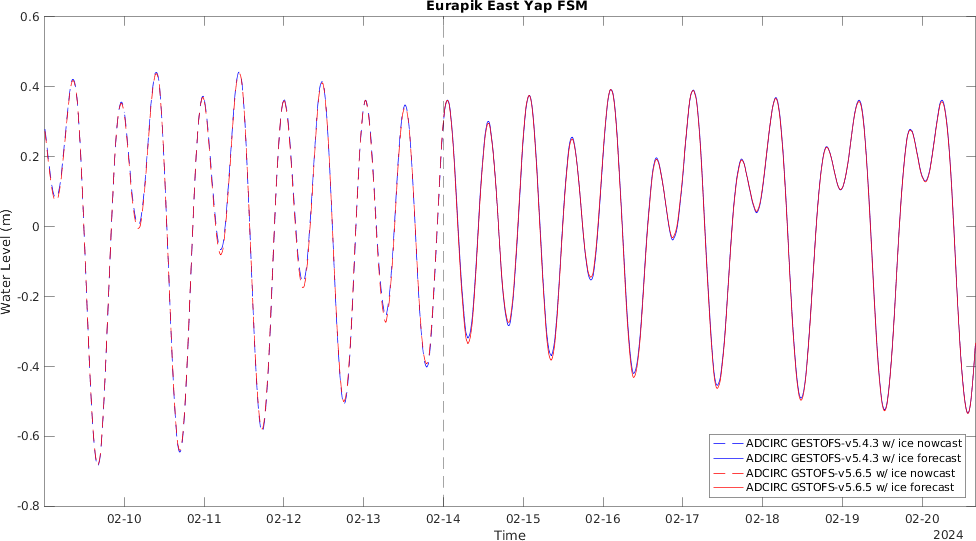 Eurapik East Yap FSM
0.6
0.4
0.2
0
-0.2
-0.4
-0.6
-0.8
Water Level (m)
ADCIRC GESTOFS-v5.4.3 w/ ice nowcast
ADCIRC GESTOFS-v5.4.3 w/ ice forecast
ADCIRC GSTOFS-v5.6.5 w/ ice nowcast
ADCIRC GSTOFS-v5.6.5 w/ ice forecast
02-10 02-11 02-12 02-13 02-14 02-15 02-16 02-17 02-18 02-19 02-20
Time
2024